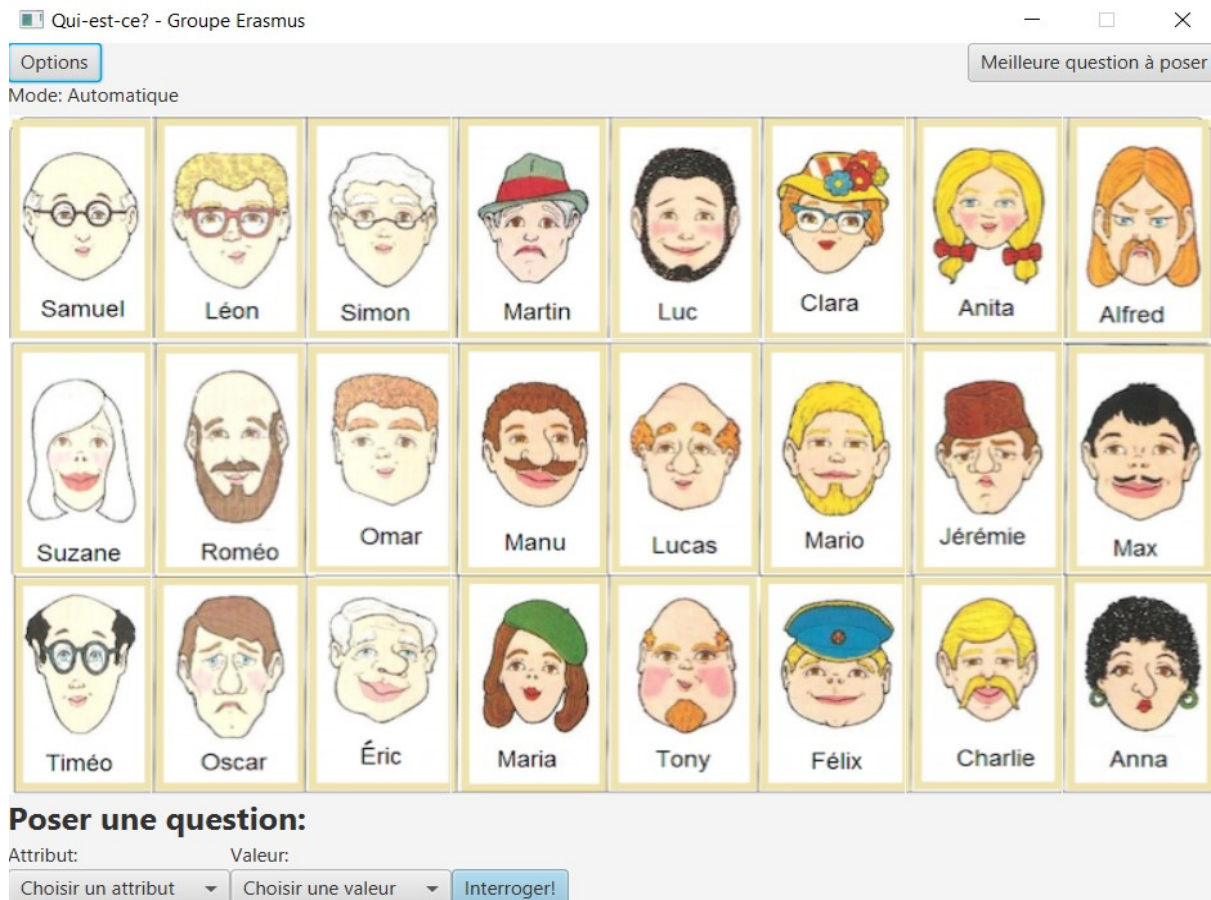 Qui-est-ce? - Groupe Erasmus
Options
Meilleure question à poser
Mode: Automatique
Samuel Léon Simon Martin Luc Clara Anita Alfred
Suzane Roméo Omar Manu Lucas Mario Jérémie Max
Timéo Oscar Éric Maria Tony Félix Charlie Anna
Poser une question:
Attribut: Valeur:
Choisir un attribut Choisir une valeur Interroger!